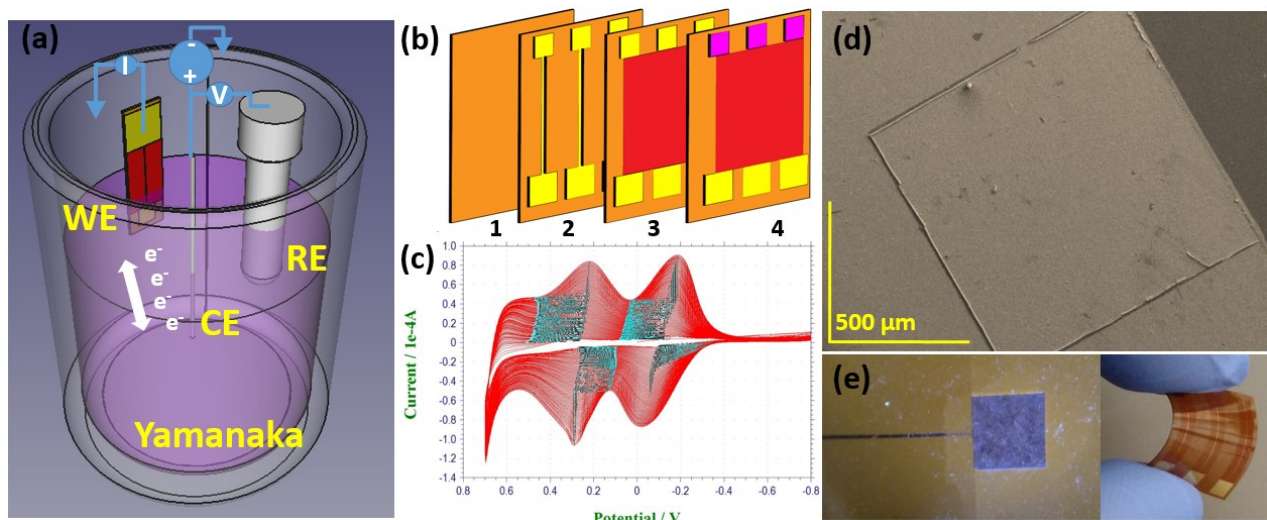 (a)
I
-
+
V
WE
RE
e-
e-
e-
e-
CE
Yamanaka
(b)
1 2 3 4
(c)
Current / 1e-4A
1.0
0.8
0.6
0.4
0.2
0
-0.2
-0.4
-0.6
-0.8
-1.0
-1.2
-1.4
0.8 0.6 0.4 0.2 0 -0.2 -0.4 -0.6 -0.8
Potential / V
(d)
500 µm
(e)